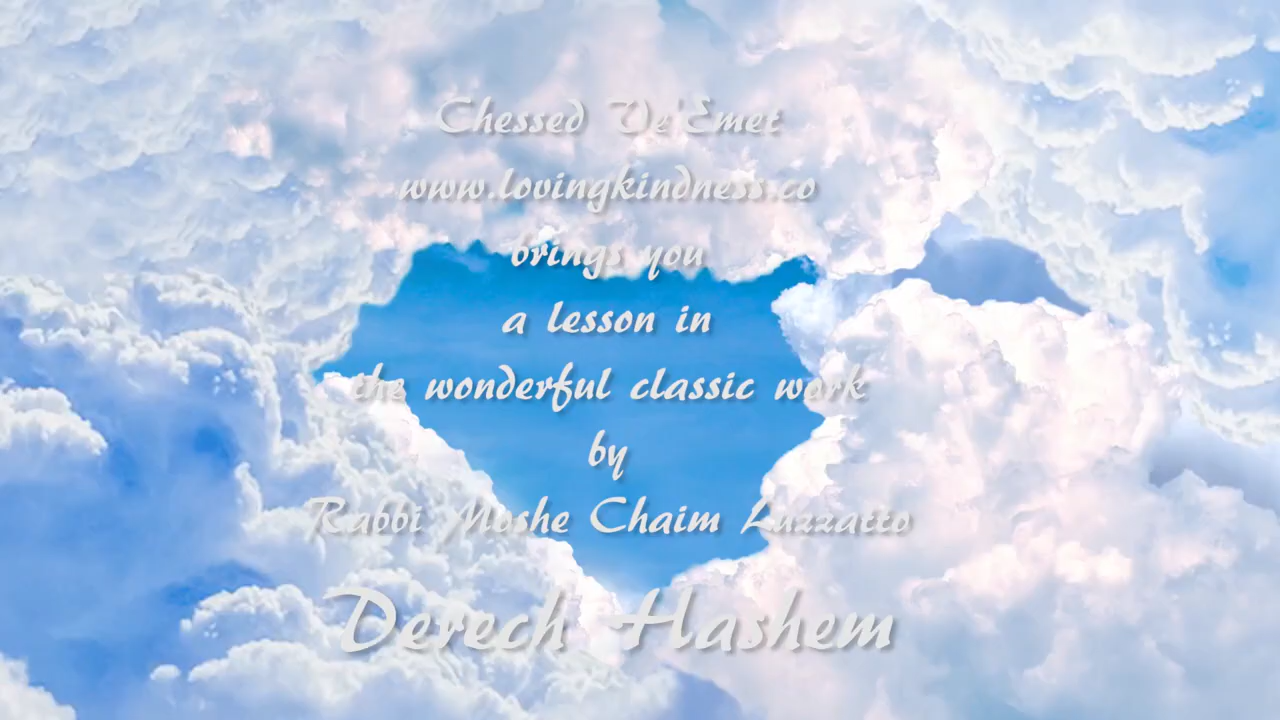 Chessed Ve'Emet
www.lovingkindness.co
brings you
a lesson in
the wonderful classic work
by
Rabbi Moshe Chaim Luzzatto
Derech Hashem